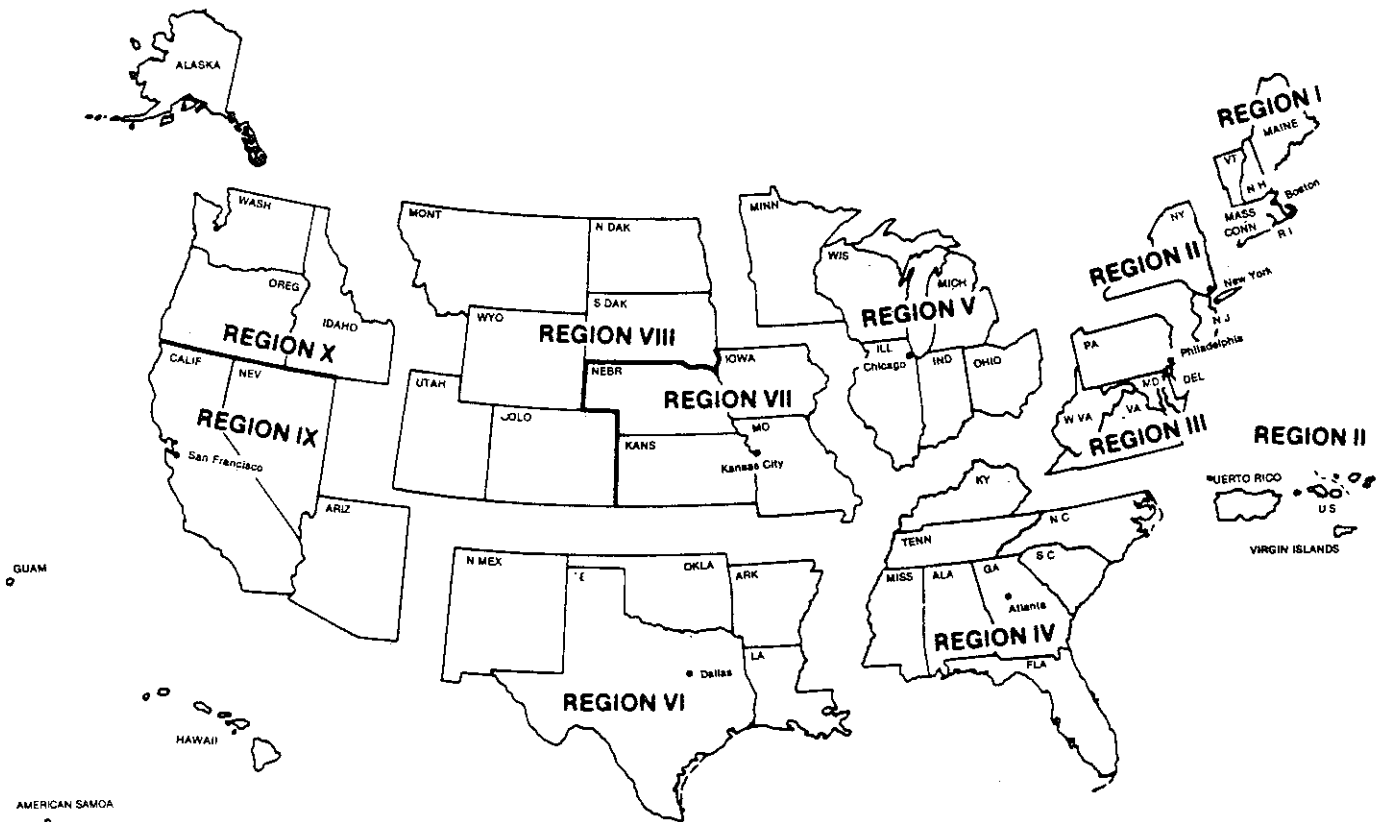 ALASKA
REGION I
MAINE
VT
N H
Boston
MASS
CONN
R I
NY
REGION II
New York
N J
WASH
OREG
IDAHO
REGION X
MONT
N DAK
S DAK
WYO
REGION VIII
UTAH
COLO
MINN
WIS
MICH
REGION V
ILL
Chicago
IND
OHIO
PA
Philadelphia
MD
DEL
W VA
VA
REGION III
CALIF
NEV
REGION IX
San Francisco
ARIZ
NEBR
IOWA
REGION VII
KANS
MO
Kansas City
REGION II
PUERTO RICO
U S
VIRGIN ISLANDS
KY
TENN
N C
S C
MISS
ALA
GA
Atlanta
REGION IV
FLA
N MEX
OKLA
ARK
LA
Dallas
REGION VI
GUAM
HAWAII
AMERICAN SAMOA